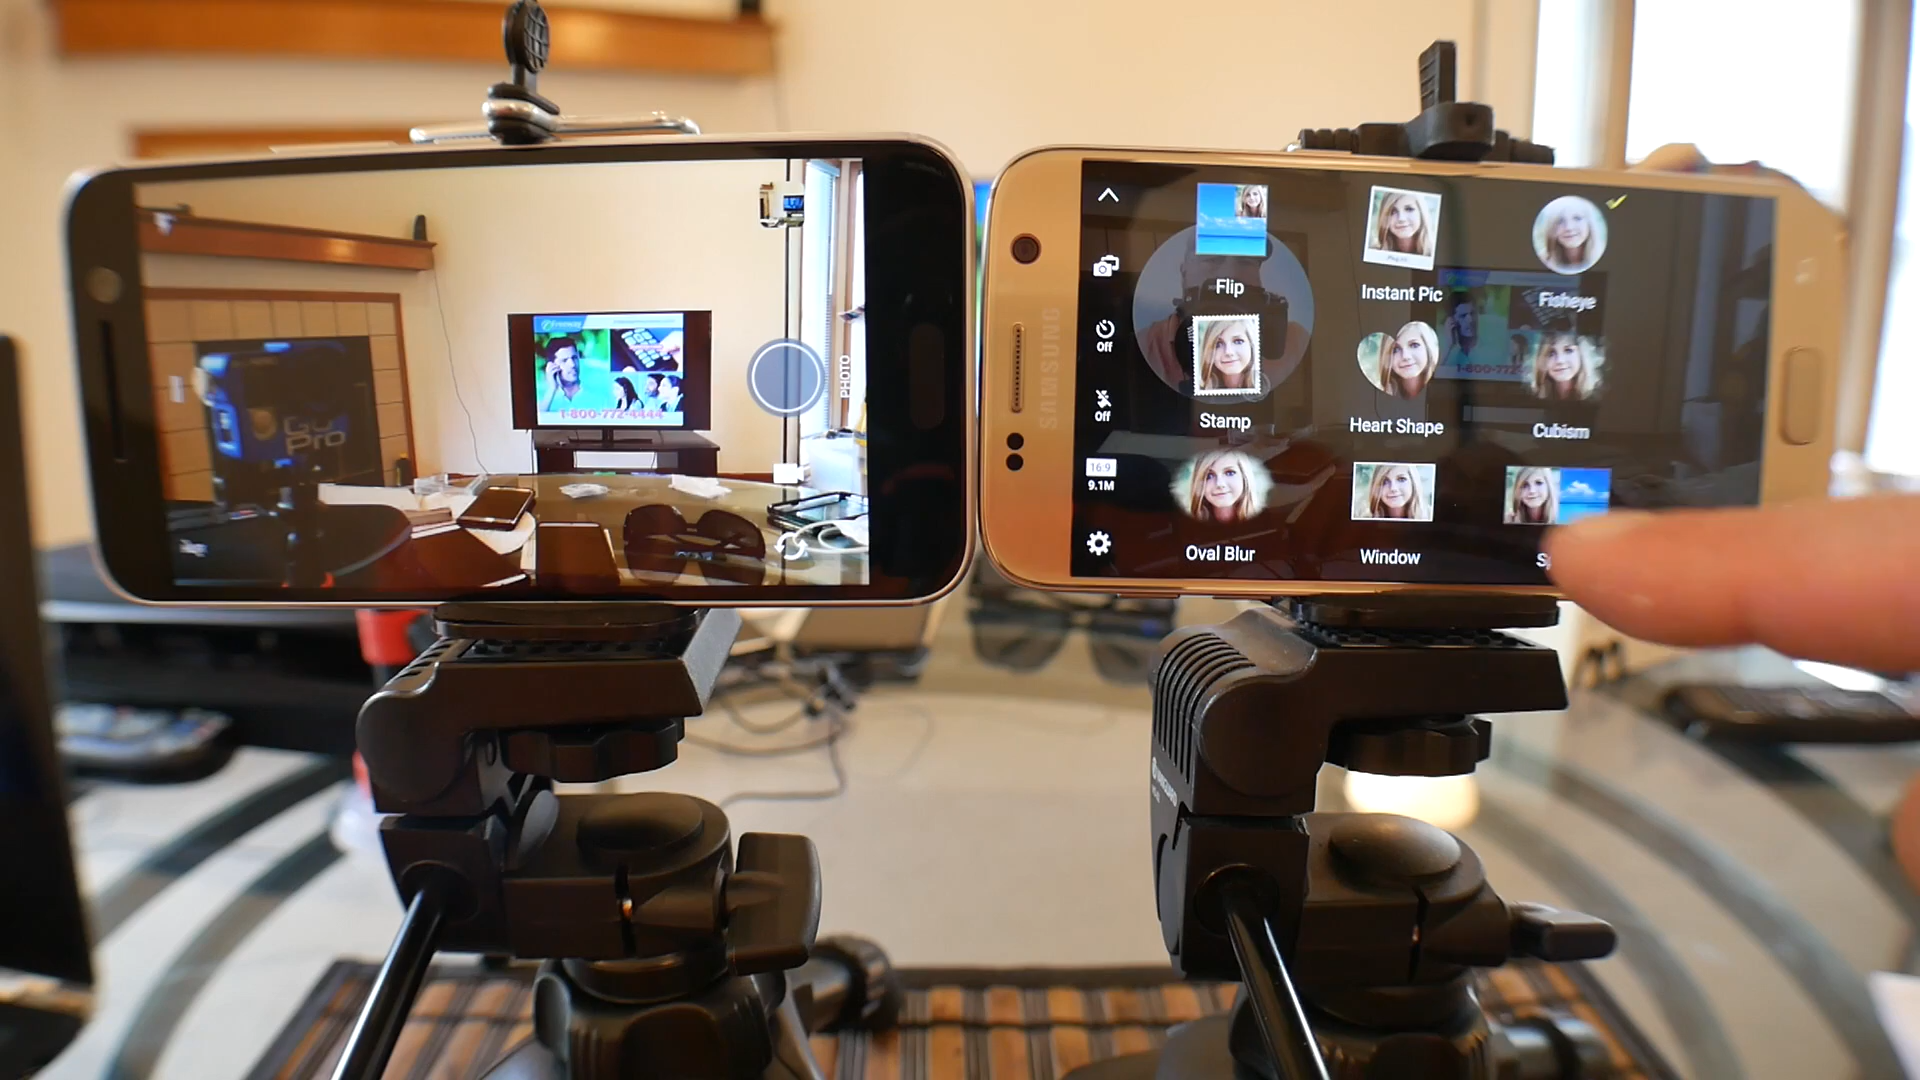 GoPro
1-800-772-4444
PHOTO
SAMSUNG
Off
Off
16:9
9.1M
Flip
Instant Pic
Fisheye
Stamp
Heart Shape
Cubism
Oval Blur
Window
VANGUARD